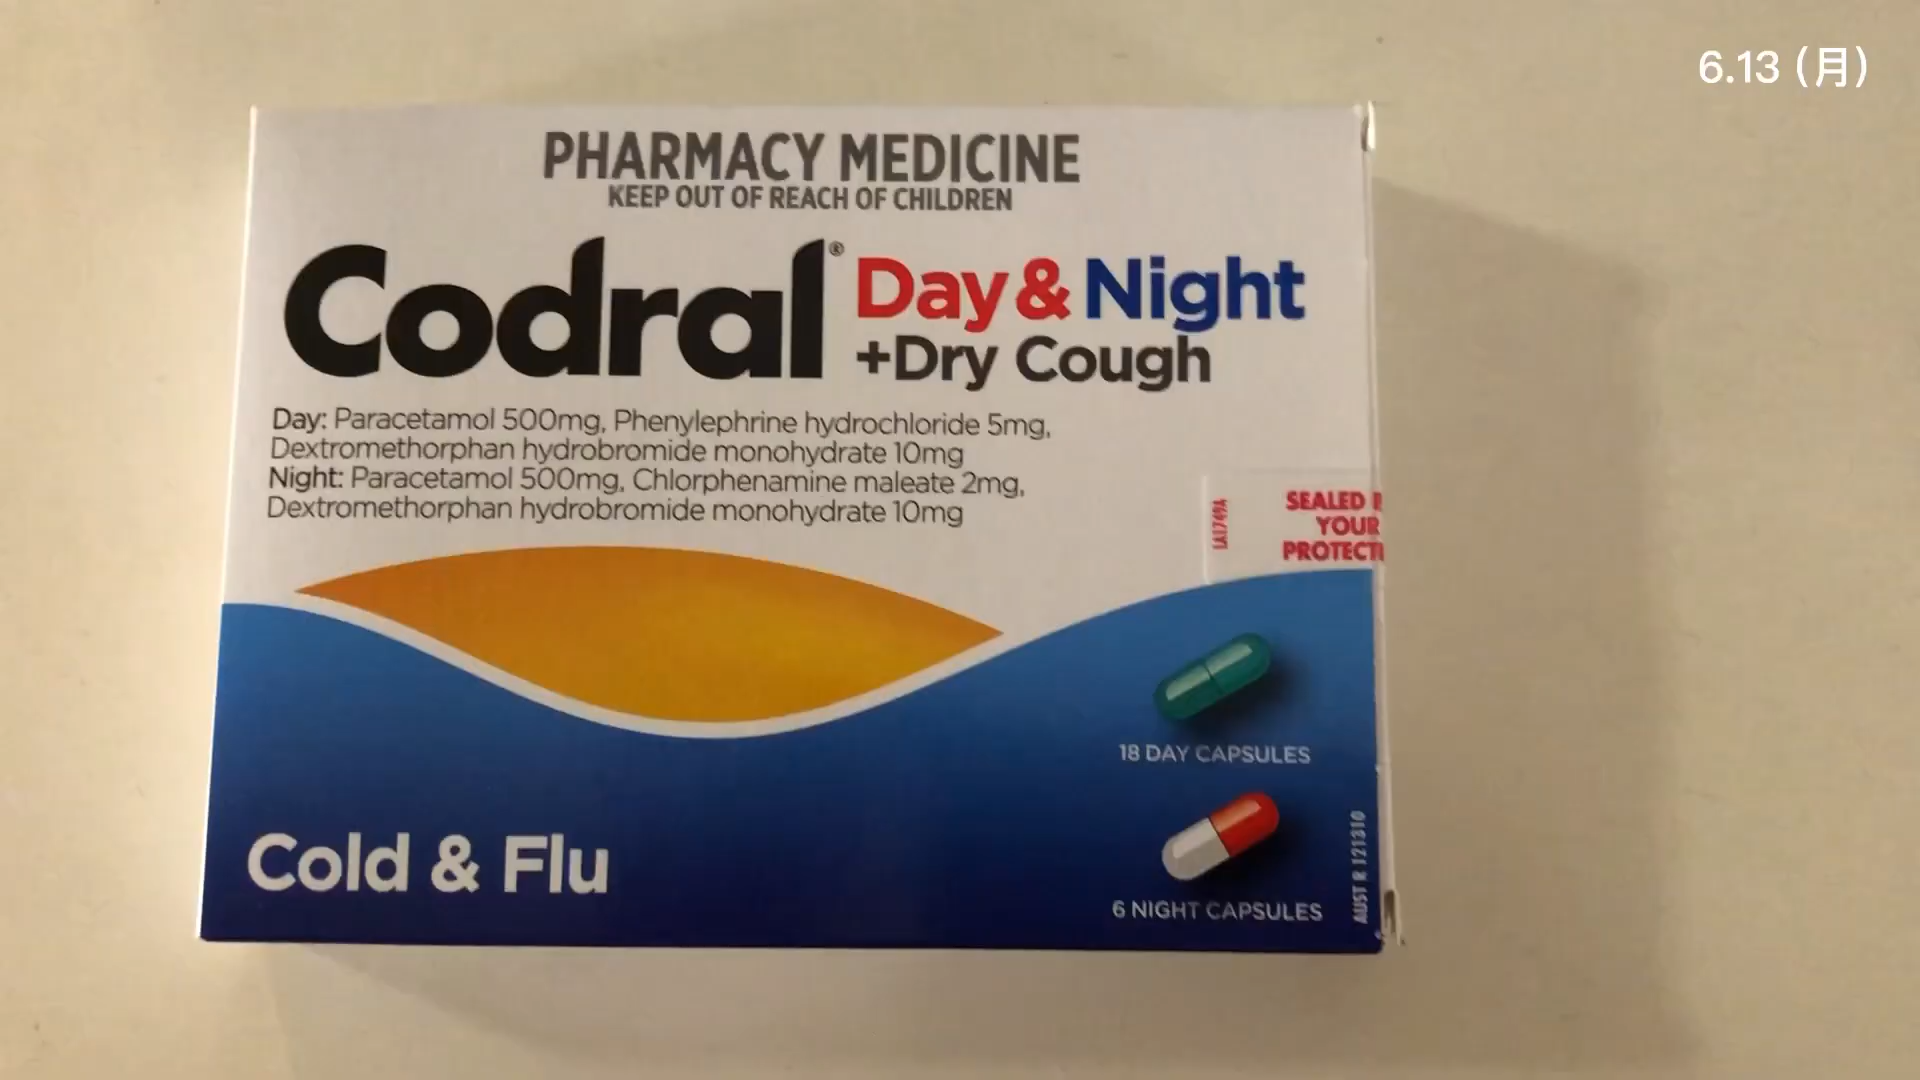 6.13 (月)
PHARMACY MEDICINE
KEEP OUT OF REACH OF CHILDREN
Codral® Day & Night
+Dry Cough
Day: Paracetamol 500mg, Phenylephrine hydrochloride 5mg,
Dextromethorphan hydrobromide monohydrate 10mg
Night: Paracetamol 500mg, Chlorphenamine maleate 2mg,
Dextromethorphan hydrobromide monohydrate 10mg
SEALED
YOUR
18 DAY CAPSULES
Cold & Flu
6 NIGHT CAPSULES
AUST R 121310